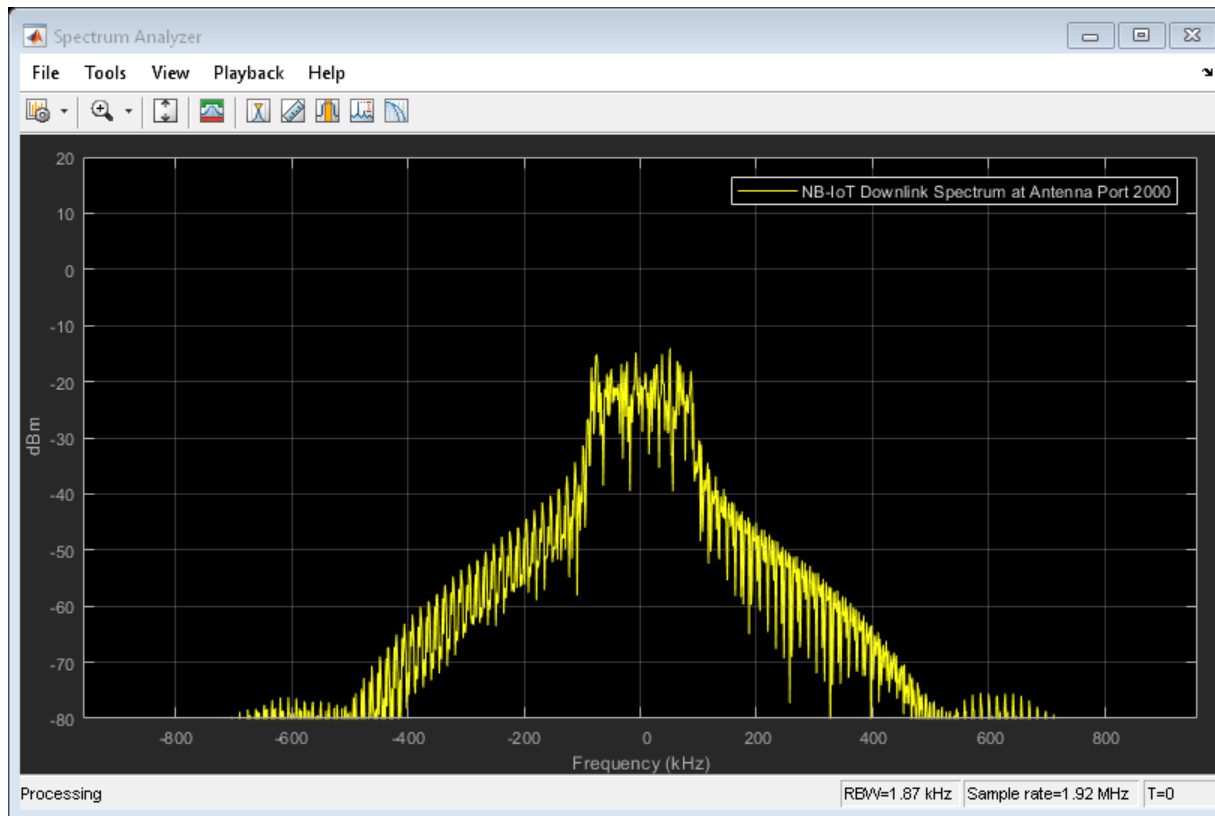 Spectrum Analyzer
File Tools View Playback Help
NB-IoT Downlink Spectrum at Antenna Port 2000
20
10
0
-10
-20
-30
-40
-50
-60
-70
-80
dBm
-800 -600 -400 -200 0 200 400 600 800
Frequency (kHz)
Processing RBW=1.87 kHz Sample rate=1.92 MHz T=0